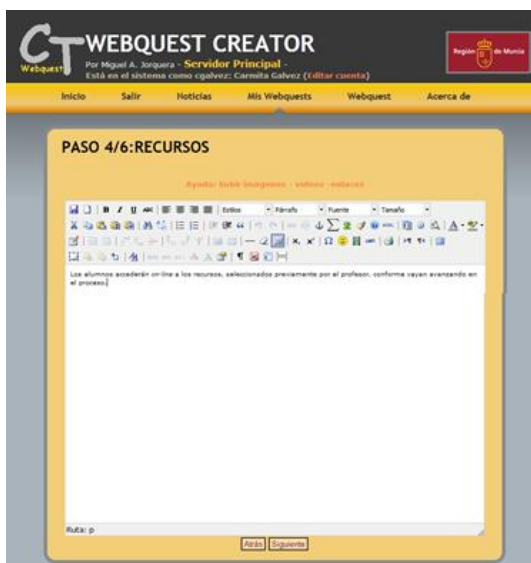 CT WEBQUEST CREATOR
Webquest
Por Miguel A. Jorquera - Servidor Principal -
Está en el sistema como cgalvez: Carmita Galvez (Editar cuenta)
Región de Murcia
Inicio Salir Noticias Mis Webquests Webquest Acerca de
PASO 4/6:RECURSOS
Ayuda: Subir imagenes - videos -enlaces
Estilos Párrafo Fuente Tamaño
Los alumnos accederán on-line a los recursos, seleccionados previamente por el profesor, conforme vayan avanzando en
el proceso.
Ruta: p
Atrás Siguiente